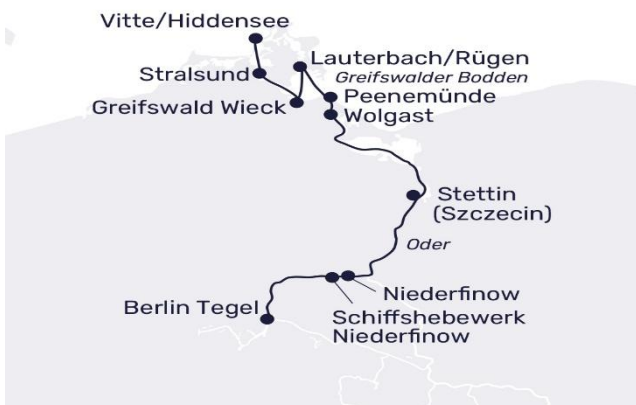 Vitte/Hiddensee
Stralsund
Greifswald Wieck
Lauterbach/Rügen
Greifswalder Bodden
Peenemünde
Wolgast
Stettin
(Szczecin)
Oder
Niederfinow
Schiffshebewerk
Niederfinow
Berlin Tegel